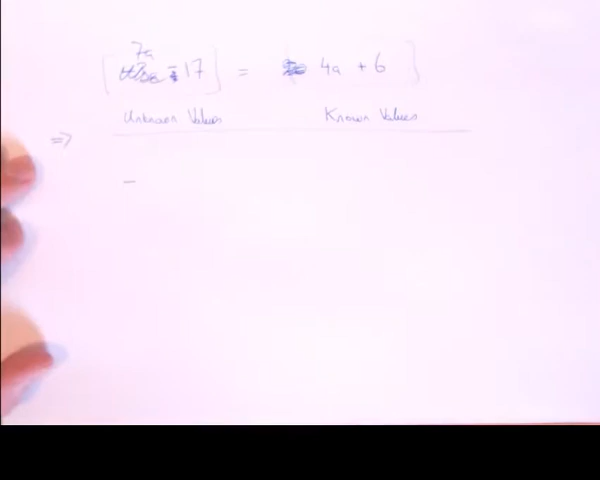 7a
[ - 17 ] = [ 4a + 6 ]
Unknown Values Known Values
=>
-